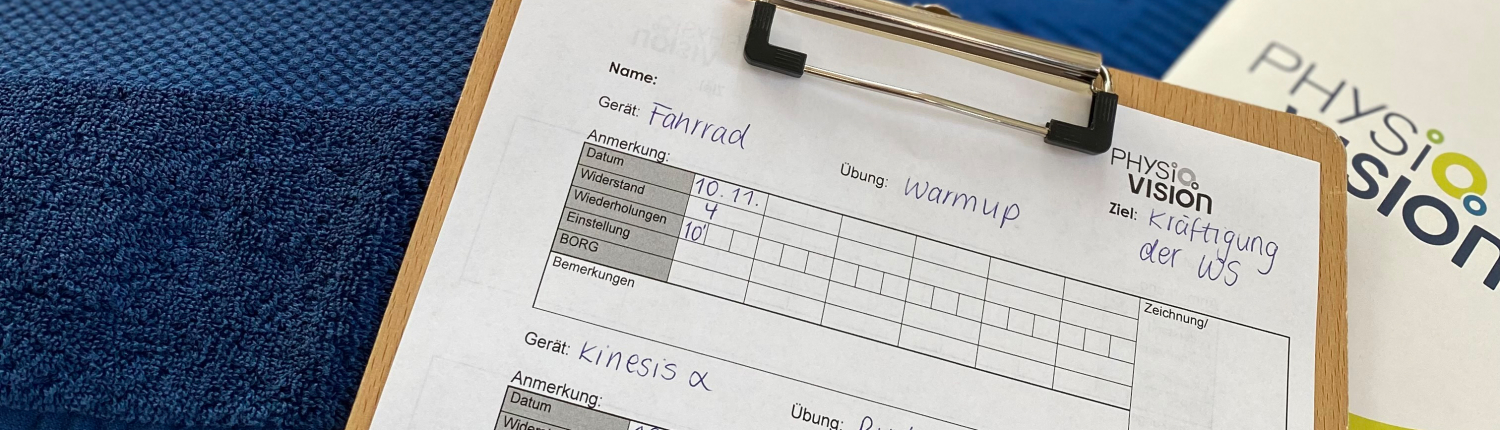 Name:
Gerät: Fahrrad
Übung: Warmup
PHYSIO
VISION
Ziel: Kräftigung
der WS
Anmerkung:
Datum 10.11.
Widerstand 4
Wiederholungen 10'
Einstellung
BORG
Bemerkungen
Zeichnung/
Gerät: Kinesis α
Übung:
Anmerkung:
Datum
PHYSIO
VISION